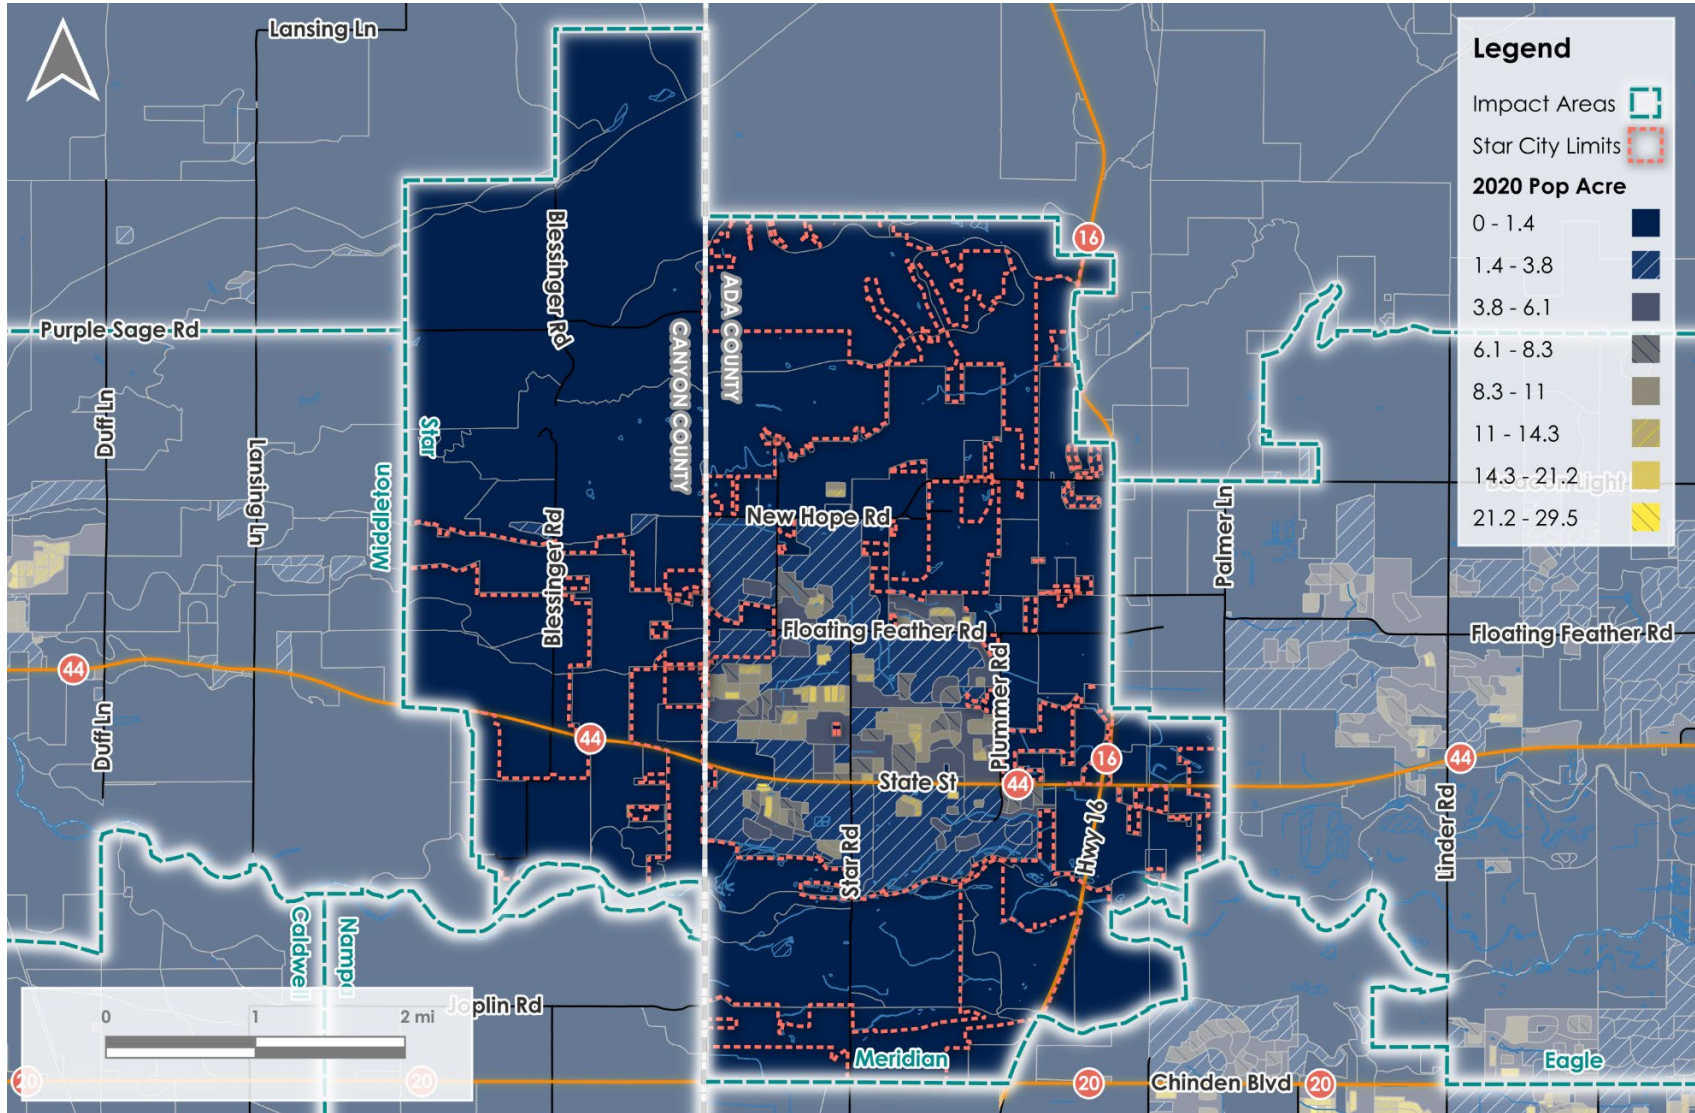 Lansing Ln
Legend
Impact Areas
Star City Limits
2020 Pop Acre
0 - 1.4
1.4 - 3.8
3.8 - 6.1
6.1 - 8.3
8.3 - 11
11 - 14.3
14.3 - 21.2
21.2 - 29.5
16
Blessinger Rd
ADA COUNTY
CANYON COUNTY
Purple Sage Rd
Duff Ln
Lansing Ln
Star
Middleton
New Hope Rd
Blessinger Rd
Palmer Ln
Floating Feather Rd
Floating Feather Rd
44
Duff Ln
Plummer Rd
44
16
44
State St
44
Star Rd
Hwy 16
Linder Rd
Caldwell
Nampa
Joplin Rd
0 1 2 mi
Meridian
Eagle
20
20
20
Chinden Blvd
20